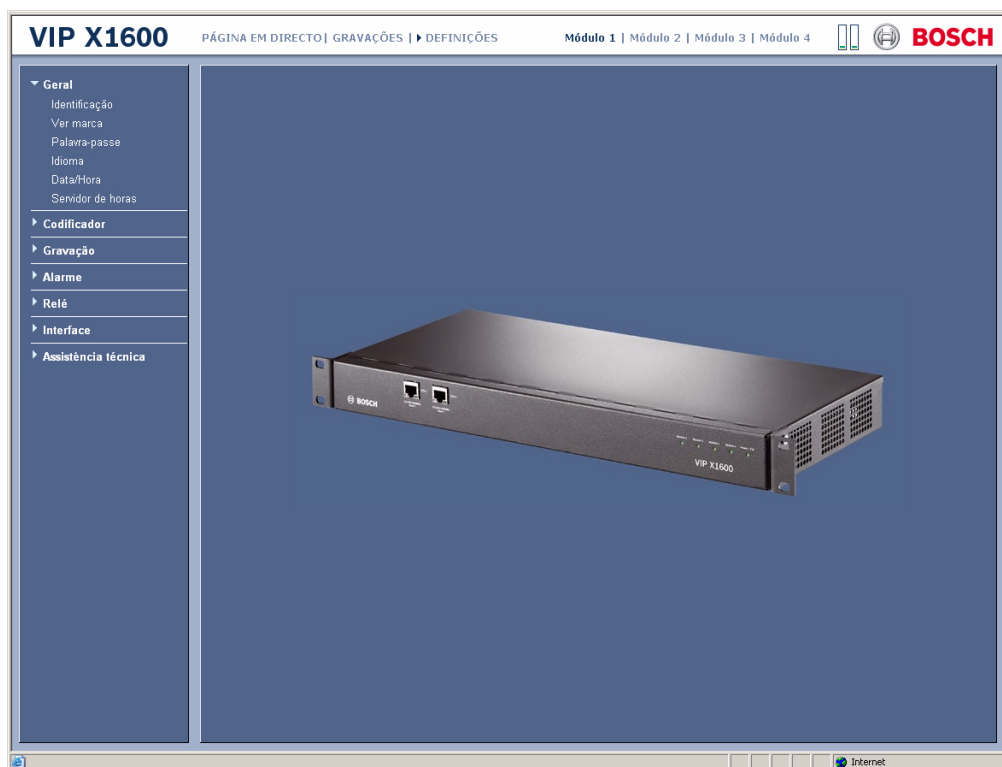 VIP X1600
PÁGINA EM DIRECTO| GRAVAÇÕES | DEFINIÇÕES
Módulo 1 | Módulo 2 | Módulo 3 | Módulo 4
BOSCH
Geral
Identificação
Ver marca
Palavra-passe
Idioma
Data/Hora
Servidor de horas
Codificador
Gravação
Alarme
Relé
Interface
Assistência técnica
BOSCH
VIP X1600
Internet